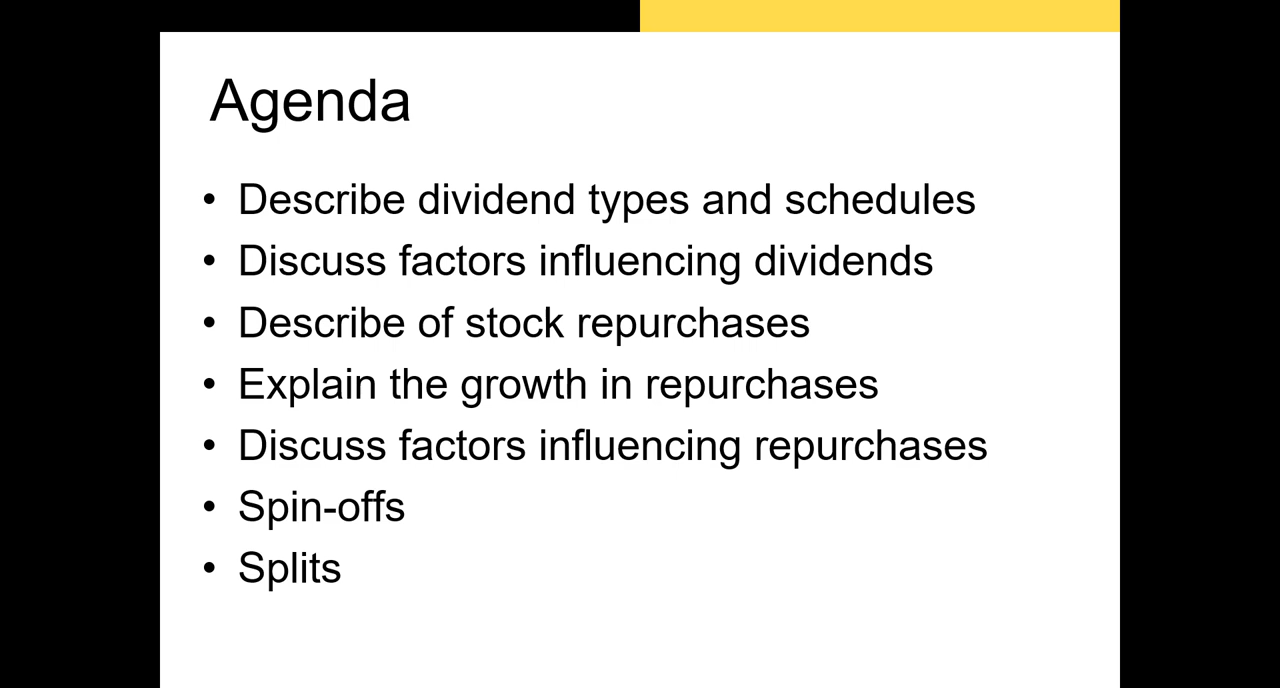 Agenda
• Describe dividend types and schedules
• Discuss factors influencing dividends
• Describe of stock repurchases
• Explain the growth in repurchases
• Discuss factors influencing repurchases
• Spin-offs
• Splits